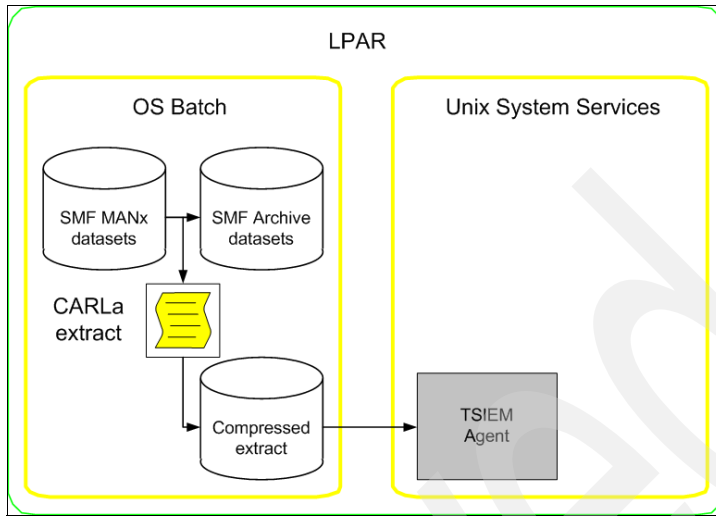 LPAR
OS Batch
Unix System Services
SMF MANx
datasets
SMF Archive
datasets
CARLa
extract
Compressed
extract
TSIEM
Agent